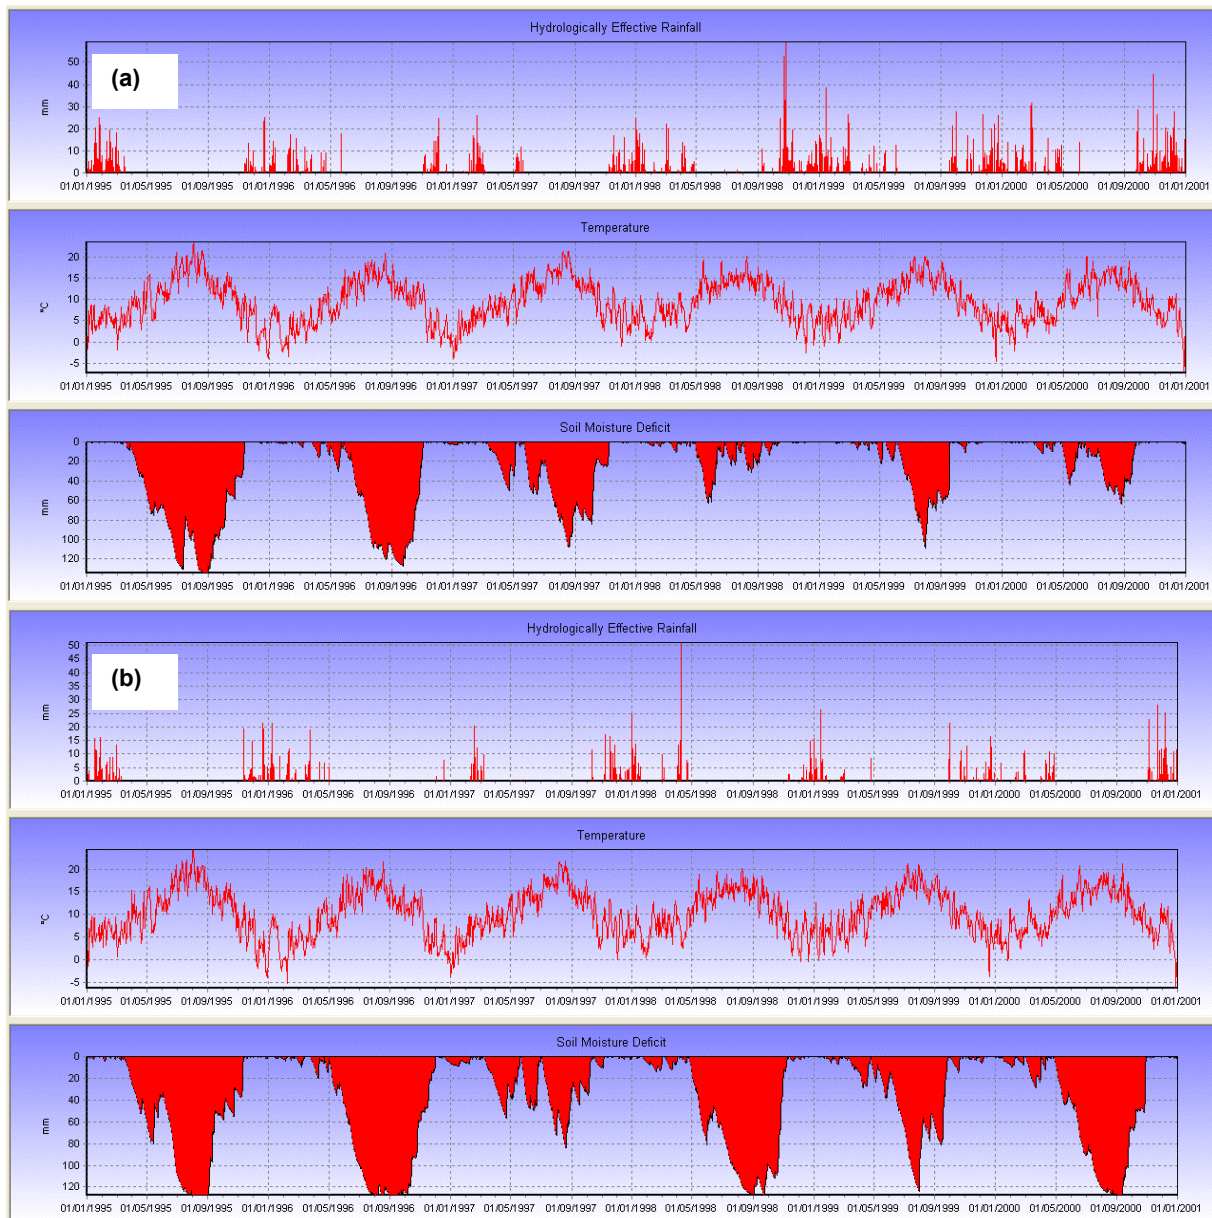 Hydrologically Effective Rainfall
(a)
50
40
30
20
10
0
mm
01/01/1995 01/05/1995 01/09/1995 01/01/1996 01/05/1996 01/09/1996 01/01/1997 01/05/1997 01/09/1997 01/01/1998 01/05/1998 01/09/1998 01/01/1999 01/05/1999 01/09/1999 01/01/2000 01/05/2000 01/09/2000 01/01/2001
Temperature
20
15
10
5
0
-5
°C
01/01/1995 01/05/1995 01/09/1995 01/01/1996 01/05/1996 01/09/1996 01/01/1997 01/05/1997 01/09/1997 01/01/1998 01/05/1998 01/09/1998 01/01/1999 01/05/1999 01/09/1999 01/01/2000 01/05/2000 01/09/2000 01/01/2001
Soil Moisture Deficit
0
20
40
60
80
100
120
mm
01/01/1995 01/05/1995 01/09/1995 01/01/1996 01/05/1996 01/09/1996 01/01/1997 01/05/1997 01/09/1997 01/01/1998 01/05/1998 01/09/1998 01/01/1999 01/05/1999 01/09/1999 01/01/2000 01/05/2000 01/09/2000 01/01/2001
Hydrologically Effective Rainfall
(b)
50
45
40
35
30
25
20
15
10
5
0
mm
01/01/1995 01/05/1995 01/09/1995 01/01/1996 01/05/1996 01/09/1996 01/01/1997 01/05/1997 01/09/1997 01/01/1998 01/05/1998 01/09/1998 01/01/1999 01/05/1999 01/09/1999 01/01/2000 01/05/2000 01/09/2000 01/01/2001
Temperature
20
15
10
5
0
-5
°C
01/01/1995 01/05/1995 01/09/1995 01/01/1996 01/05/1996 01/09/1996 01/01/1997 01/05/1997 01/09/1997 01/01/1998 01/05/1998 01/09/1998 01/01/1999 01/05/1999 01/09/1999 01/01/2000 01/05/2000 01/09/2000 01/01/2001
Soil Moisture Deficit
0
20
40
60
80
100
120
mm
01/01/1995 01/05/1995 01/09/1995 01/01/1996 01/05/1996 01/09/1996 01/01/1997 01/05/1997 01/09/1997 01/01/1998 01/05/1998 01/09/1998 01/01/1999 01/05/1999 01/09/1999 01/01/2000 01/05/2000 01/09/2000 01/01/2001